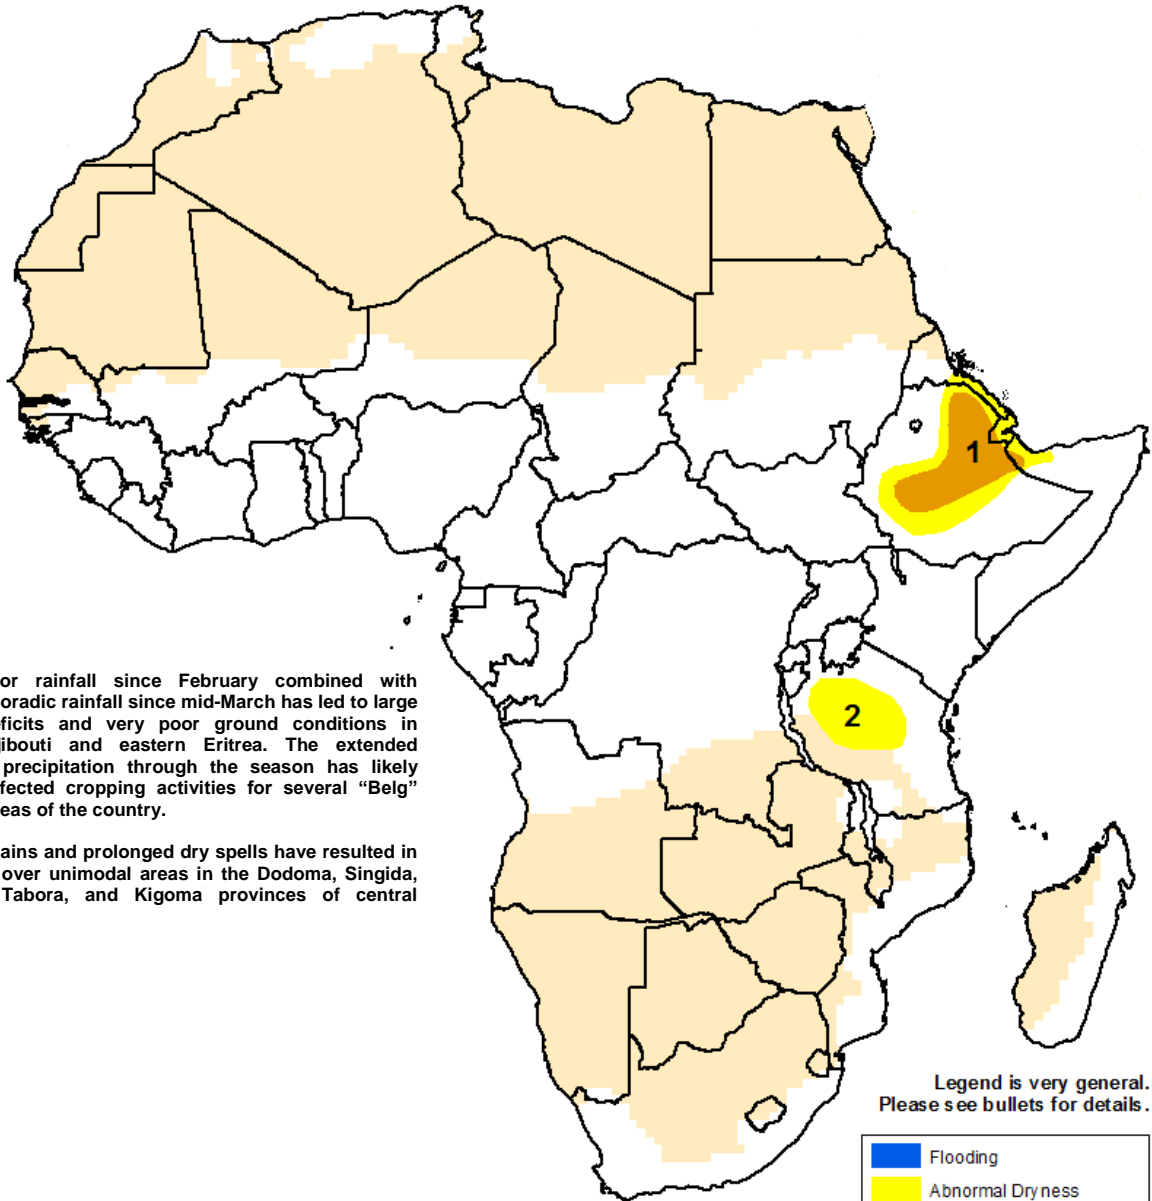 or rainfall since February combined with
oradic rainfall since mid-March has led to large
ficits and very poor ground conditions in
jibouti and eastern Eritrea. The extended
precipitation through the season has likely
fected cropping activities for several “Belg”
eas of the country.
ains and prolonged dry spells have resulted in
over unimodal areas in the Dodoma, Singida,
Tabora, and Kigoma provinces of central
1
2
Legend is very general.
Please see bullets for details.
Flooding
Abnormal Dryness